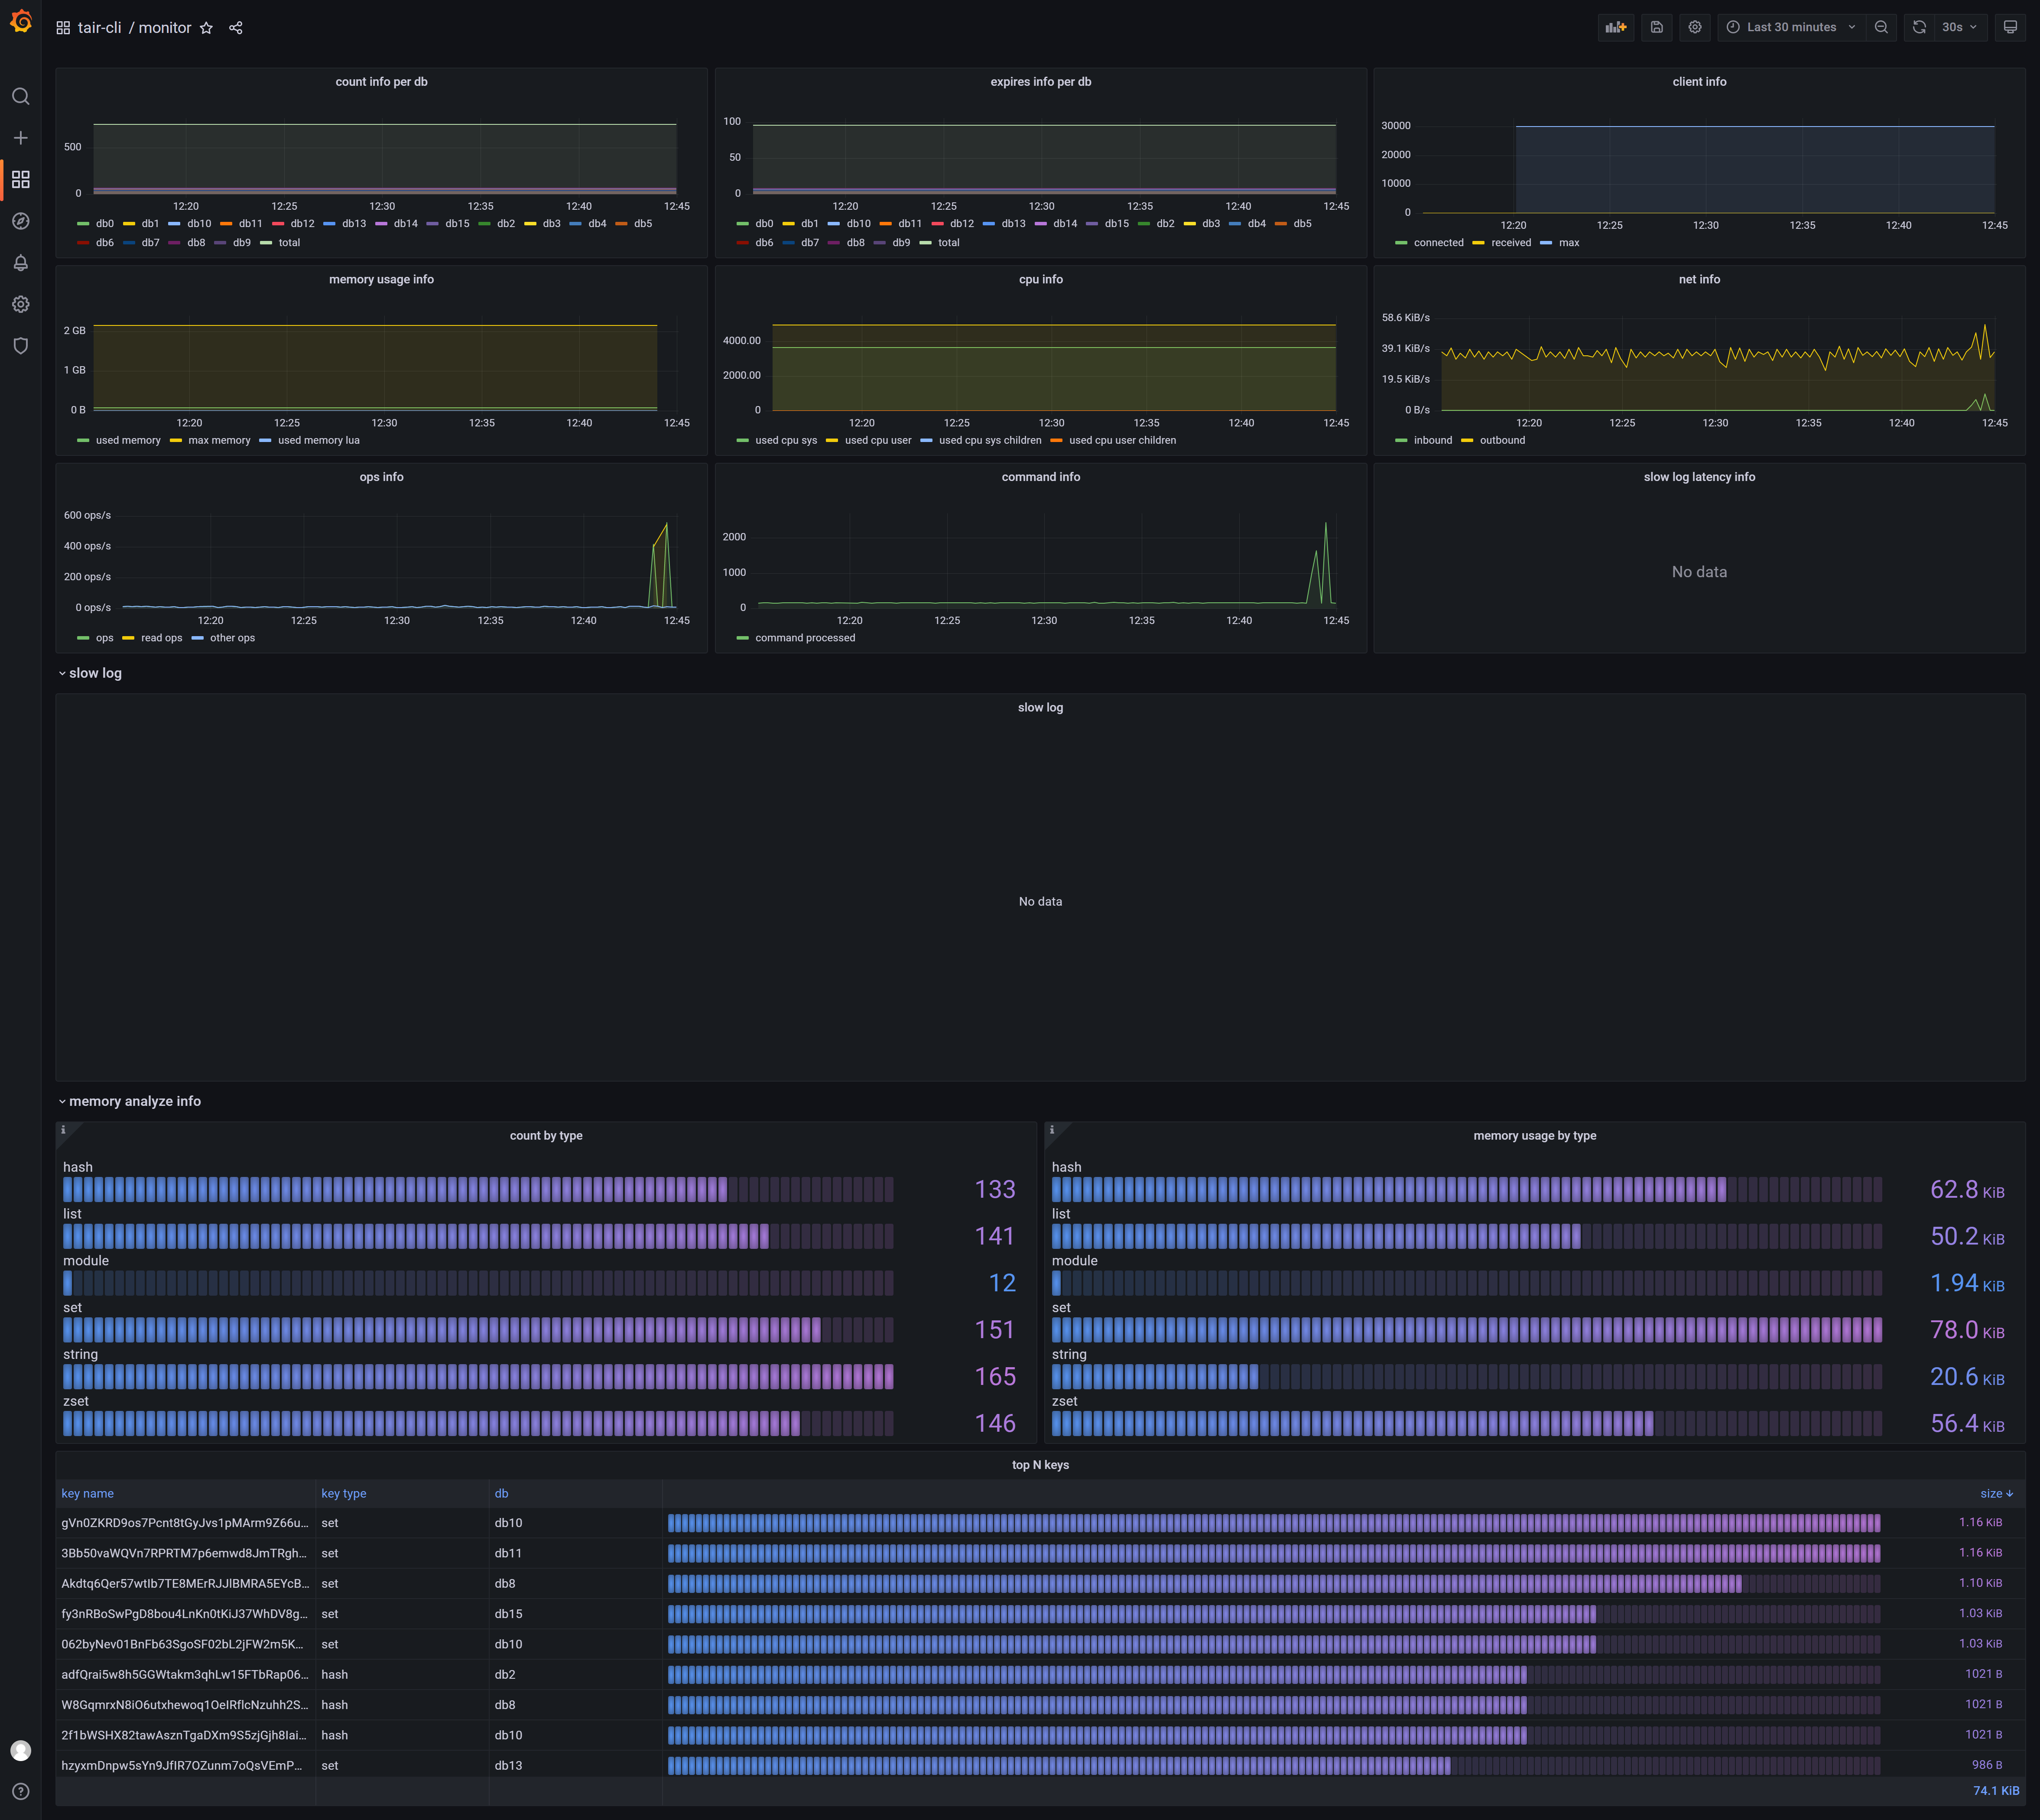 tair-cli / monitor
Last 30 minutes
30s
count info per db
500
0
12:20 12:25 12:30 12:35 12:40 12:45
db0 db1 db10 db11 db12 db13 db14 db15 db2 db3 db4 db5
db6 db7 db8 db9 total
expires info per db
100
50
0
12:20 12:25 12:30 12:35 12:40 12:45
db0 db1 db10 db11 db12 db13 db14 db15 db2 db3 db4 db5
db6 db7 db8 db9 total
client info
30000
20000
10000
0
12:20 12:25 12:30 12:35 12:40 12:45
connected received max
memory usage info
2 GB
1 GB
0 B
12:20 12:25 12:30 12:35 12:40 12:45
used memory max memory used memory lua
cpu info
4000.00
2000.00
0
12:20 12:25 12:30 12:35 12:40 12:45
used cpu sys used cpu user used cpu sys children used cpu user children
net info
58.6 KiB/s
39.1 KiB/s
19.5 KiB/s
0 B/s
12:20 12:25 12:30 12:35 12:40 12:45
inbound outbound
ops info
600 ops/s
400 ops/s
200 ops/s
0 ops/s
12:20 12:25 12:30 12:35 12:40 12:45
ops read ops other ops
command info
2000
1000
0
12:20 12:25 12:30 12:35 12:40 12:45
command processed
slow log latency info
No data
slow log
slow log
No data
memory analyze info
count by type
hash
133
list
141
module
12
set
151
string
165
zset
146
memory usage by type
hash
62.8 KiB
list
50.2 KiB
module
1.94 KiB
set
78.0 KiB
string
20.6 KiB
zset
56.4 KiB
top N keys
key name key type db size
gVn0ZKRD9os7Pcnt8tGyJvs1pMArm9Z66u... set db10 1.16 KiB
3Bb50vaWQVn7RPRTM7p6emwd8JmTRgh... set db11 1.16 KiB
Akdtq6Qer57wtIb7TE8MErRJJlBMRA5EYcB... set db8 1.10 KiB
fy3nRBoSwPgD8bou4LnKn0tKiJ37WhDV8g... set db15 1.03 KiB
062byNev01BnFb63SgoSF02bL2jFW2m5K... set db10 1.03 KiB
adfQrai5w8h5GGWtakm3qhLw15FTbRap06... hash db2 1021 B
W8GqmrxN8iO6utxhewoq1OeIRflcNzuhh2S... hash db8 1021 B
2f1bWSHX82tawAsznTgaDXm9S5zjGjh8Iai... hash db10 1021 B
hzyxmDnpw5sYn9JfIR7OZunm7oQsVEmP... set db13 986 B
74.1 KiB